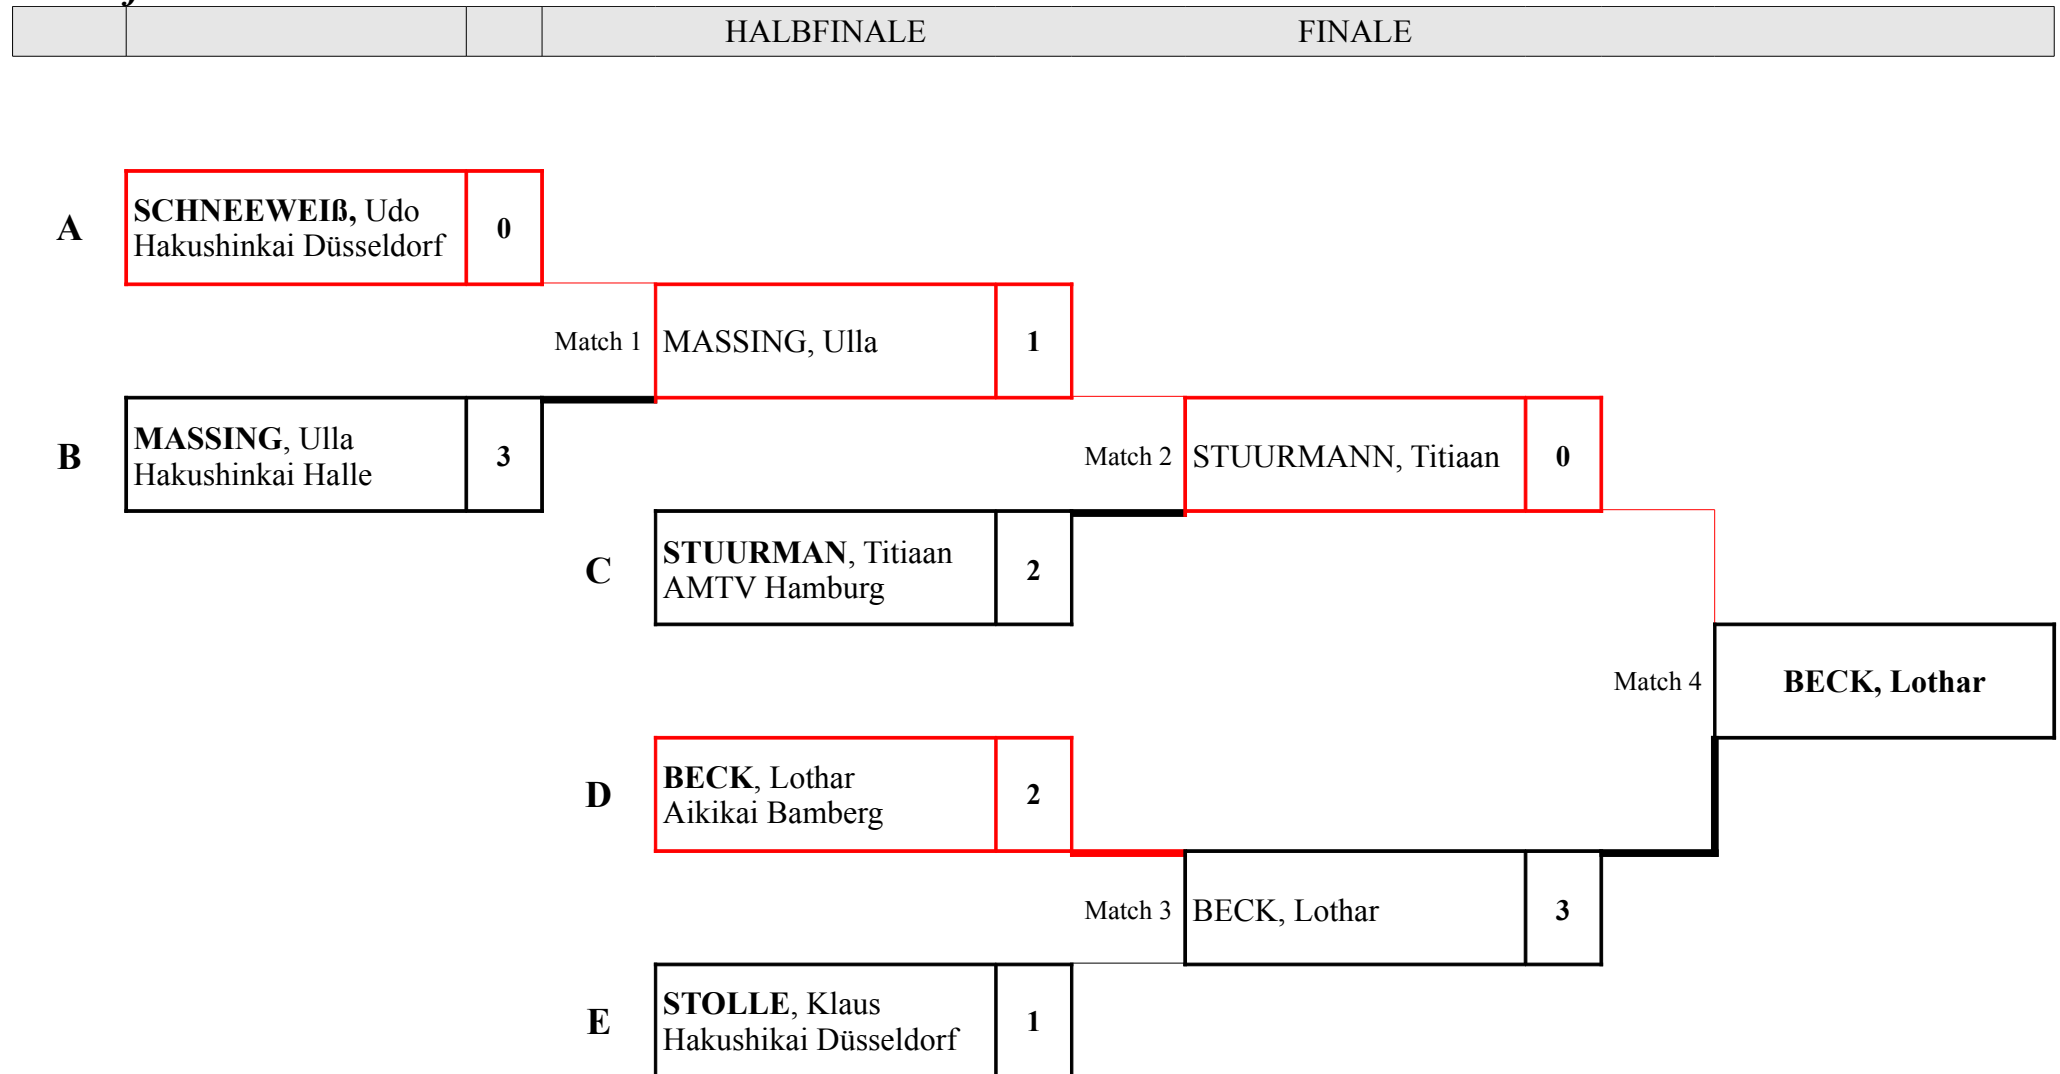 HALBFINALE FINALE
A
SCHNEEWEIß, Udo
Hakushinkai Düsseldorf
0
Match 1
MASSING, Ulla
1
B
MASSING, Ulla
Hakushinkai Halle
3
Match 2
STUURMANN, Titiaan
0
C
STUURMAN, Titiaan
AMTV Hamburg
2
Match 4
BECK, Lothar
D
BECK, Lothar
Aikikai Bamberg
2
Match 3
BECK, Lothar
3
E
STOLLE, Klaus
Hakushikai Düsseldorf
1